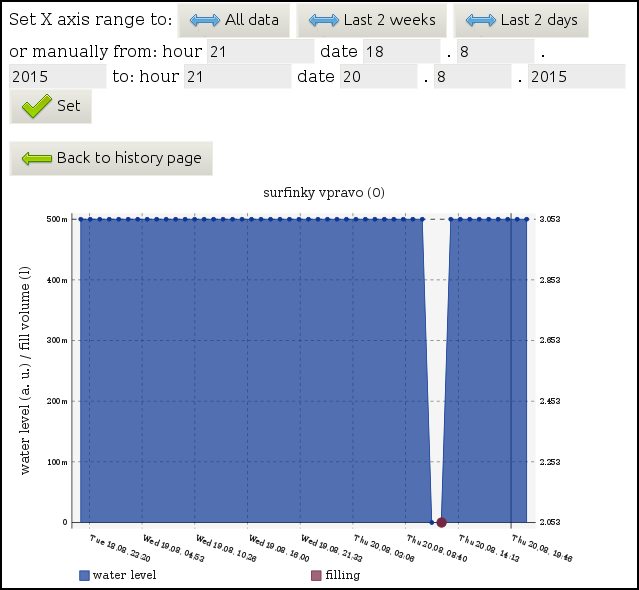 Set X axis range to: All data Last 2 weeks Last 2 days
or manually from: hour 21 date 18 . 8 .
2015 to: hour 21 date 20 . 8 . 2015
Set
Back to history page
surfinky vpravo (0)
500m 3.053
400m 2.853
300m 2.653
200m 2.453
100m 2.253
0 2.053
water level (a. u.) / fill volume (l)
Tue 18.08. 23:20 Wed 19.08. 04:53 Wed 19.08. 10:26 Wed 19.08. 16:00 Wed 19.08. 21:33 Thu 20.08. 03:06 Thu 20.08. 08:40 Thu 20.08. 14:13 Thu 20.08. 19:46
water level filling